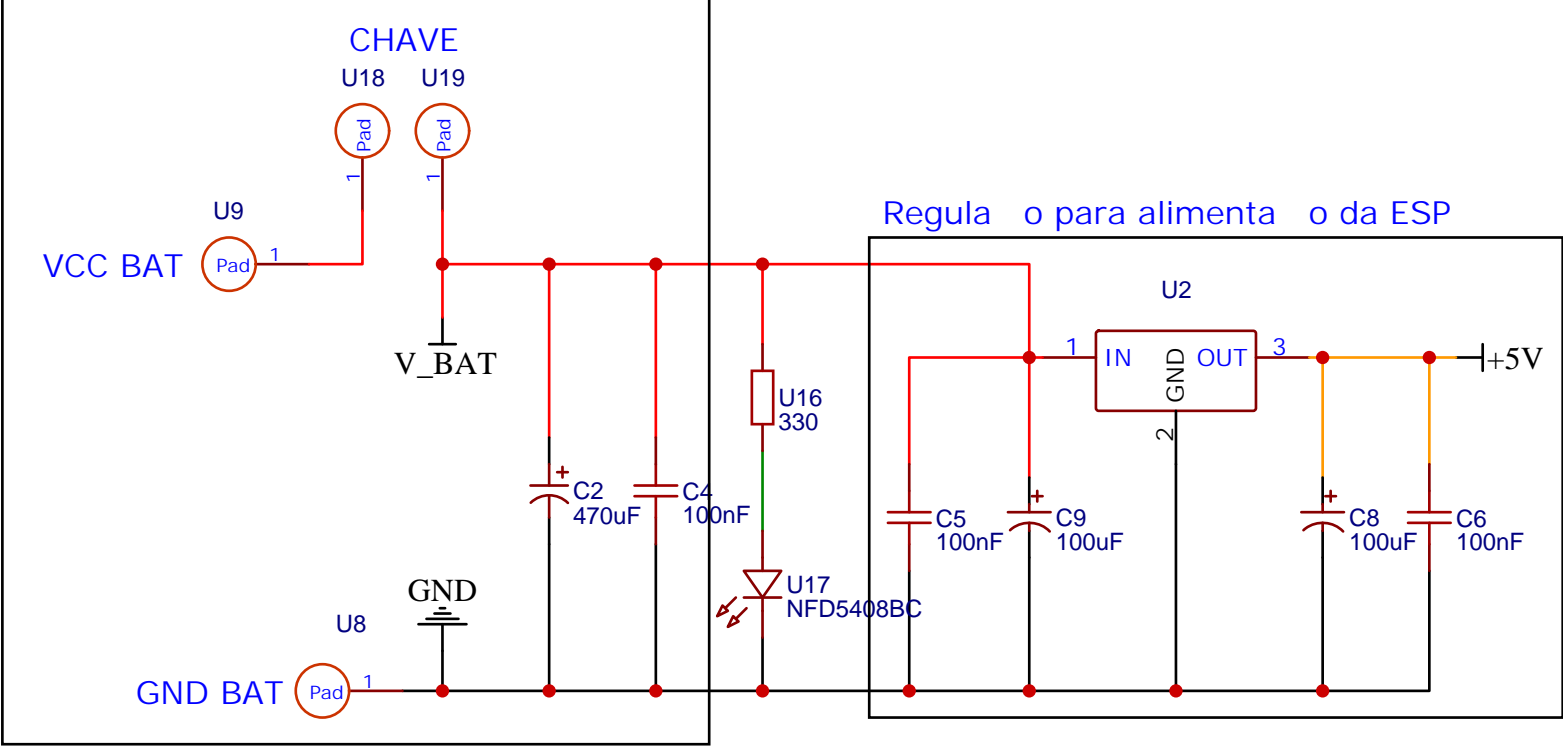 CHAVE
U18
U19
Pad
Pad
1
1
U9
VCC BAT
Pad
1
V_BAT
Regula o para alimenta o da ESP
U2
1
IN
GND
OUT
3
+5V
2
U16
330
+
C2
470uF
C4
100nF
C5
100nF
+
C9
100uF
+
C8
100uF
C6
100nF
U17
NFD5408BC
GND
U8
GND BAT
Pad
1